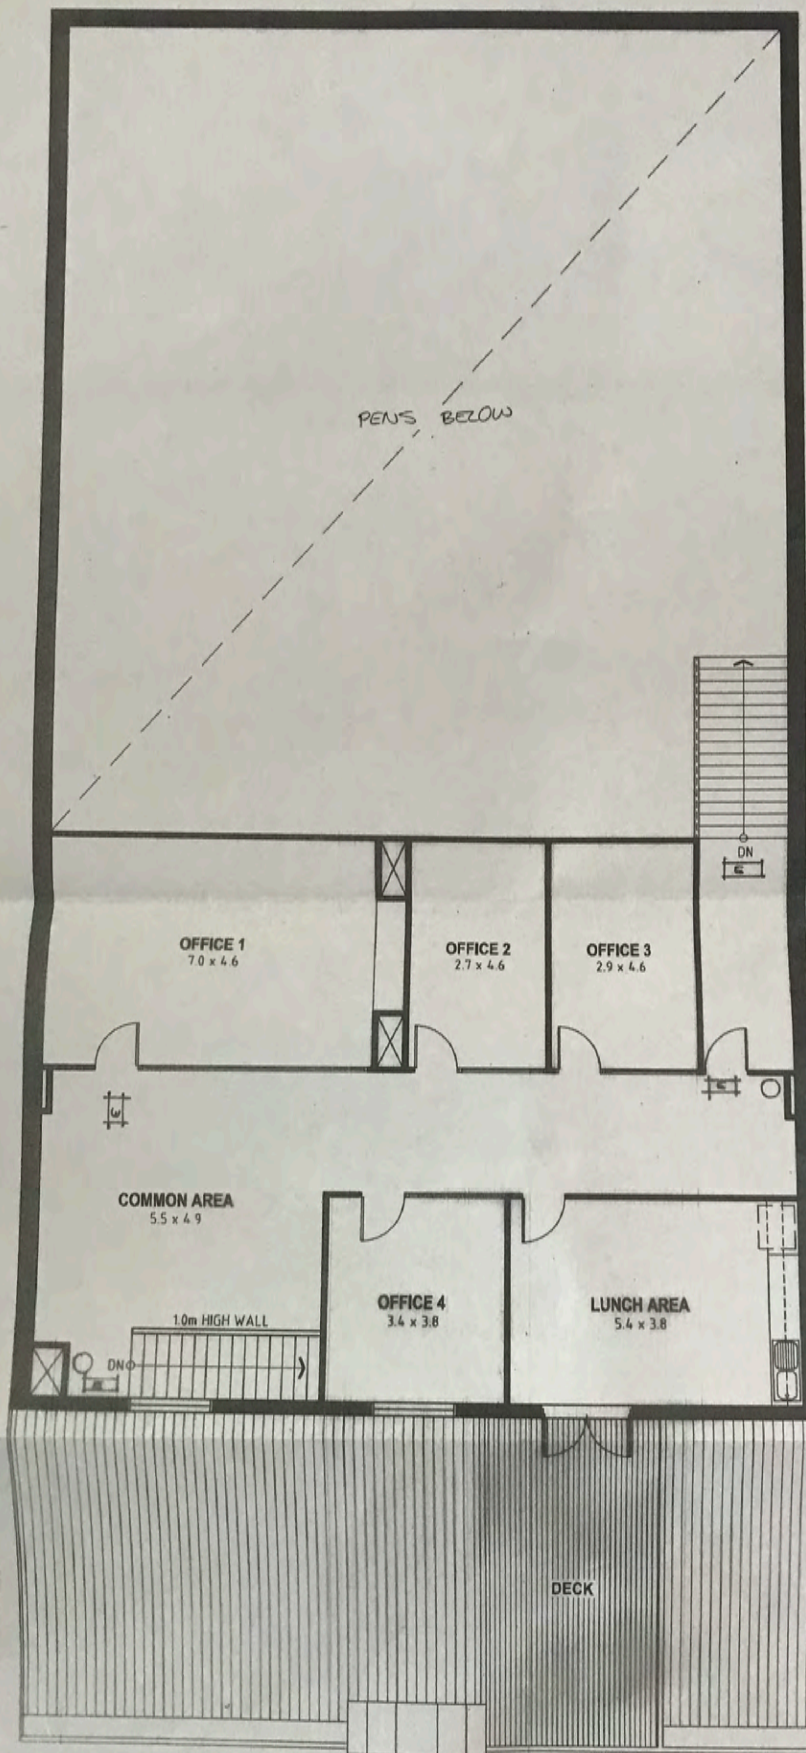 PENS BELOW
DN
OFFICE 1
7.0 x 4.6
OFFICE 2
2.7 x 4.6
OFFICE 3
2.9 x 4.6
COMMON AREA
5.5 x 4.9
1.0m HIGH WALL
DN
OFFICE 4
3.4 x 3.8
LUNCH AREA
5.4 x 3.8
DECK